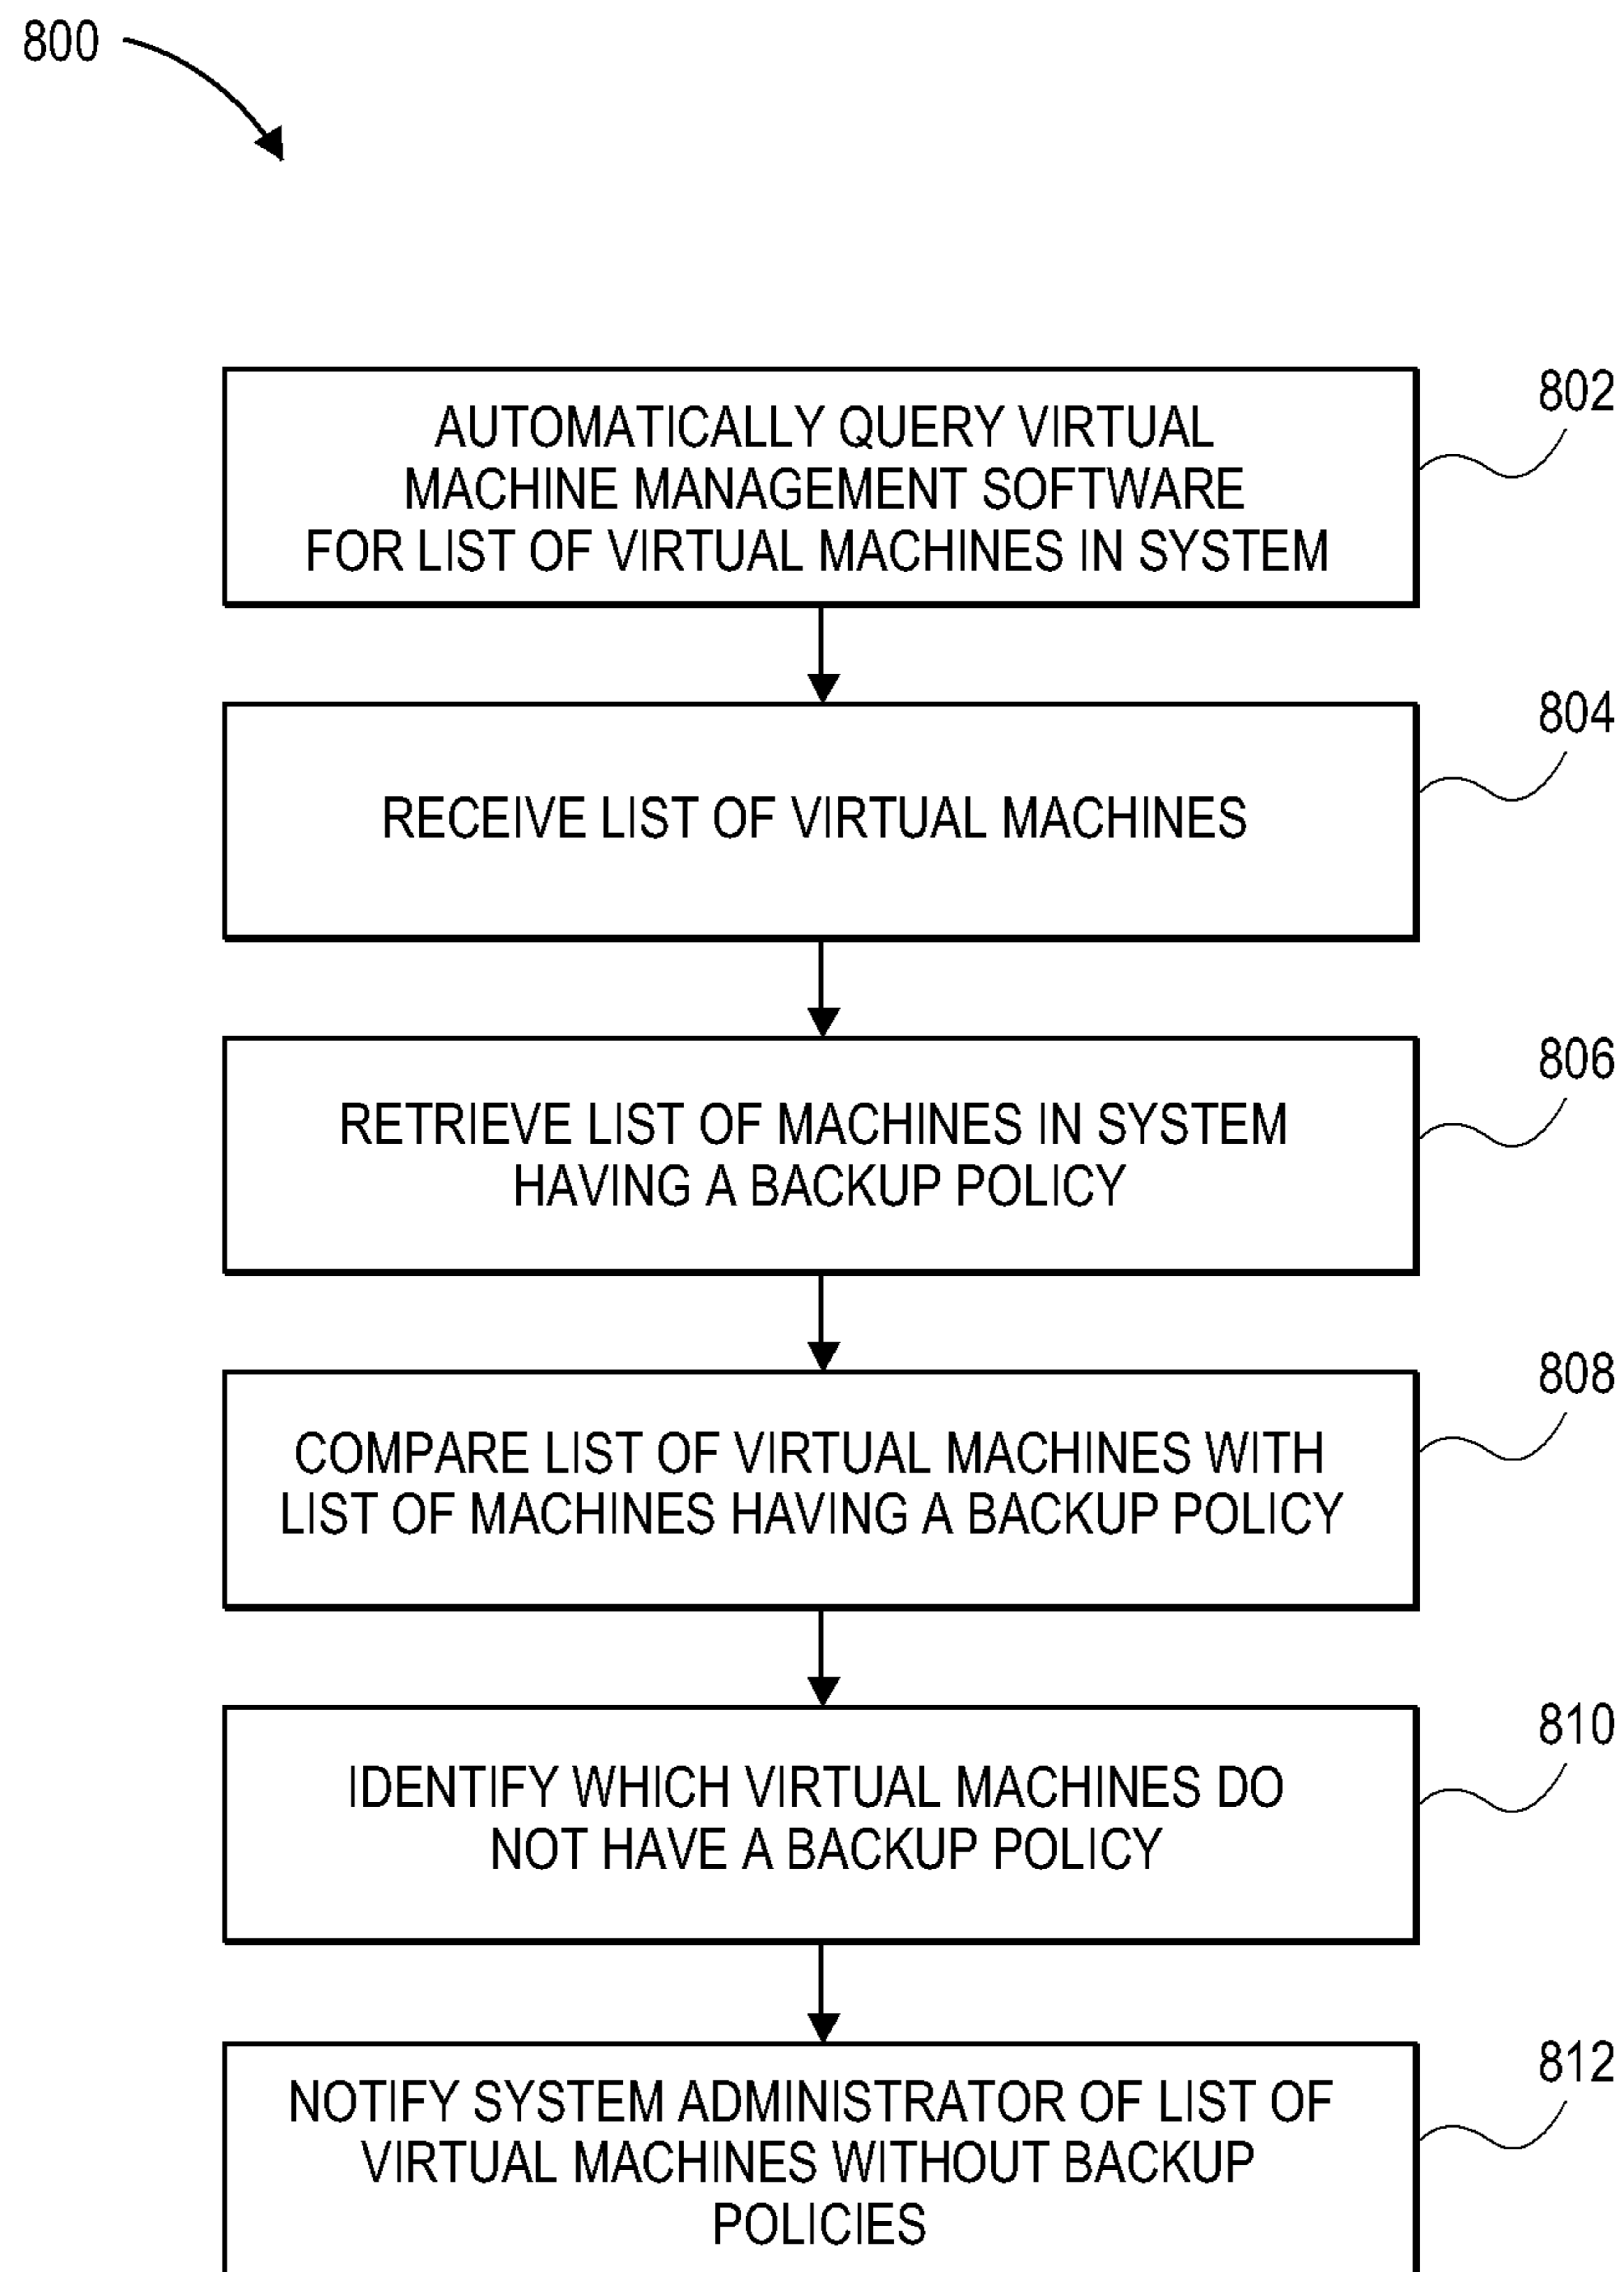 800
802
AUTOMATICALLY QUERY VIRTUAL
MACHINE MANAGEMENT SOFTWARE
FOR LIST OF VIRTUAL MACHINES IN SYSTEM
804
RECEIVE LIST OF VIRTUAL MACHINES
806
RETRIEVE LIST OF MACHINES IN SYSTEM
HAVING A BACKUP POLICY
808
COMPARE LIST OF VIRTUAL MACHINES WITH
LIST OF MACHINES HAVING A BACKUP POLICY
810
IDENTIFY WHICH VIRTUAL MACHINES DO
NOT HAVE A BACKUP POLICY
812
NOTIFY SYSTEM ADMINISTRATOR OF LIST OF
VIRTUAL MACHINES WITHOUT BACKUP
POLICIES